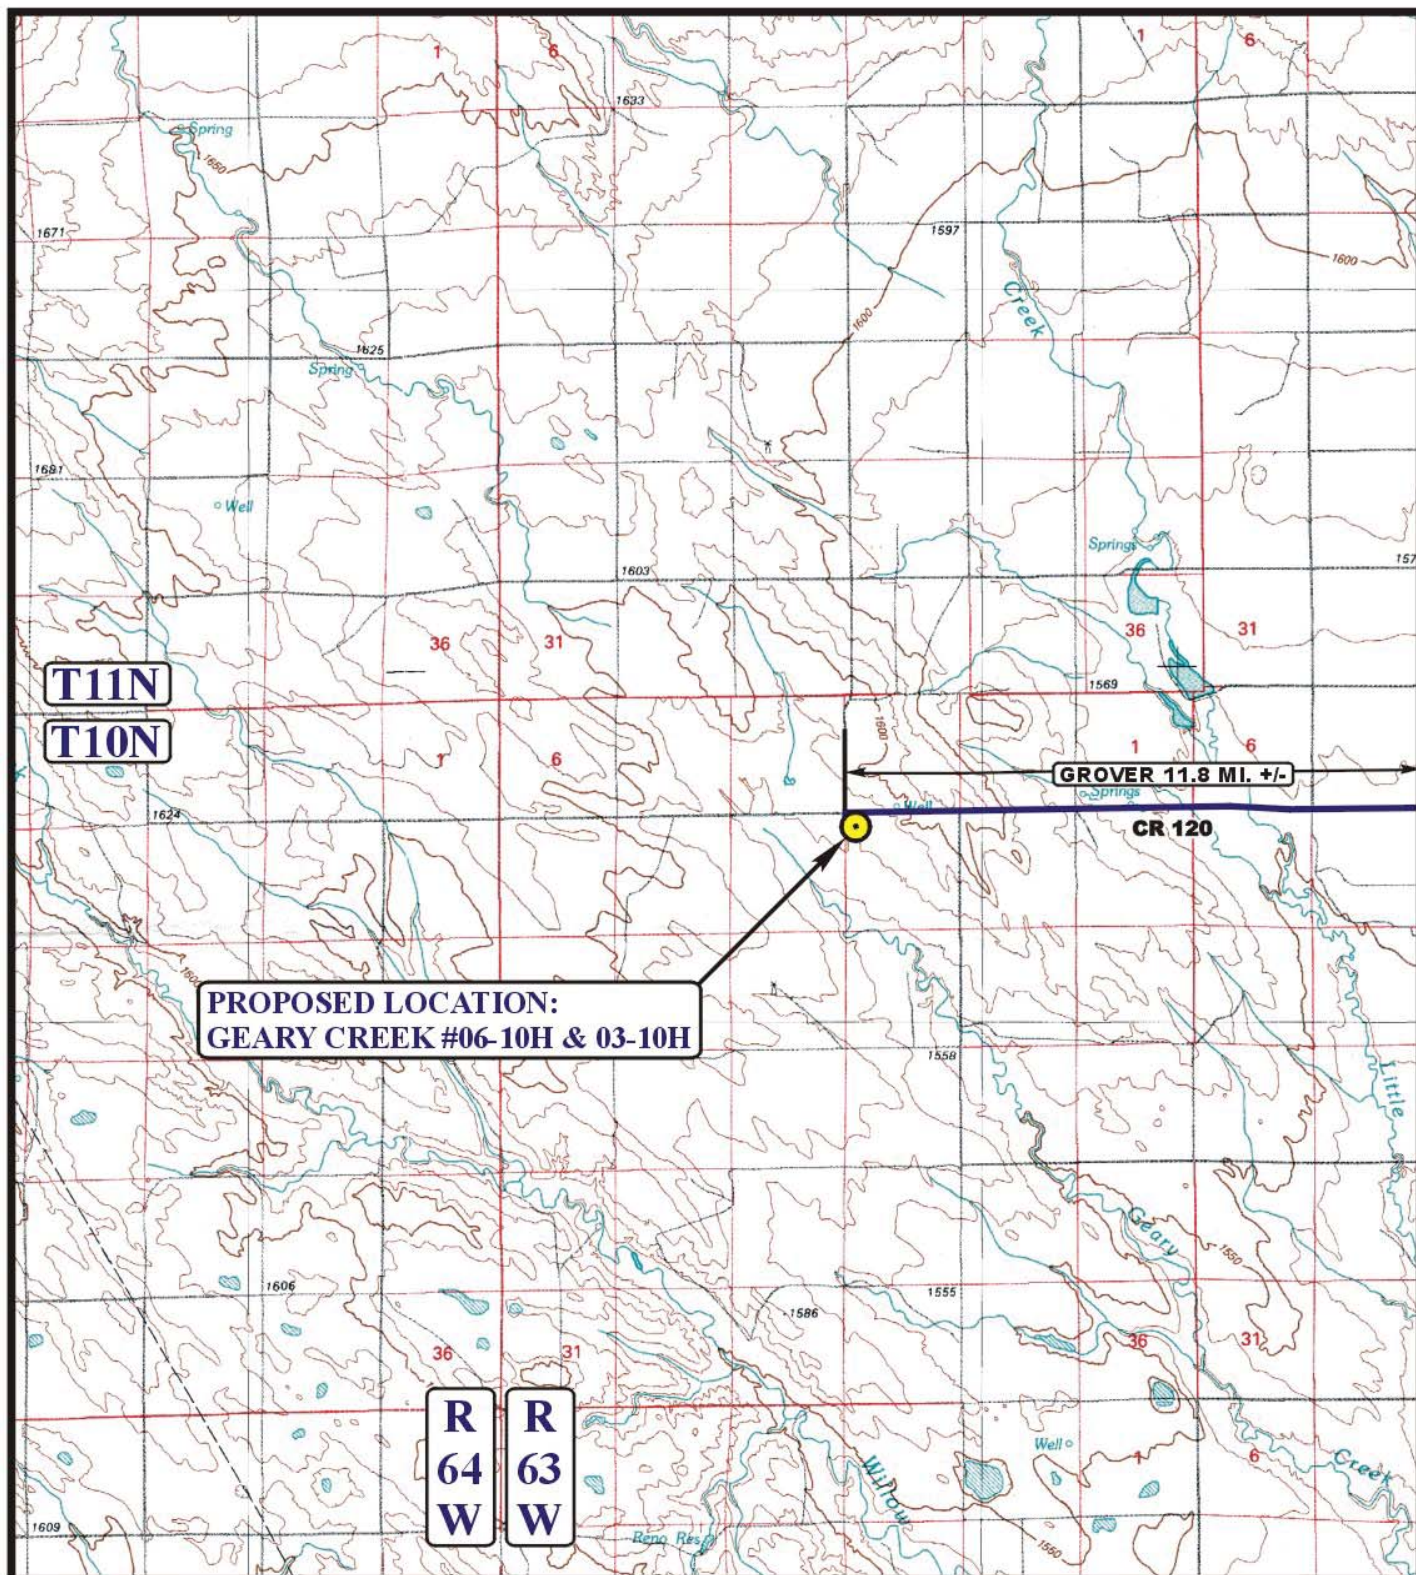 1
6
1
6
1633
Spring
1650
1671
1597
1600
Creek
1600
1625
Spring
1681
Well
Springs
1603
157
36
31
36
31
T11N
1569
T10N
1600
1
6
1
6
GROVER 11.8 MI. +/-
Springs
Well
1624
CR 120
1600
PROPOSED LOCATION:
GEARY CREEK #06-10H & 03-10H
1558
Little
Geary
1550
1606
1555
1586
36
31
36
31
R
64
W
R
63
W
Well
1
6
Creek
Willow
1609
Reno Res
1550